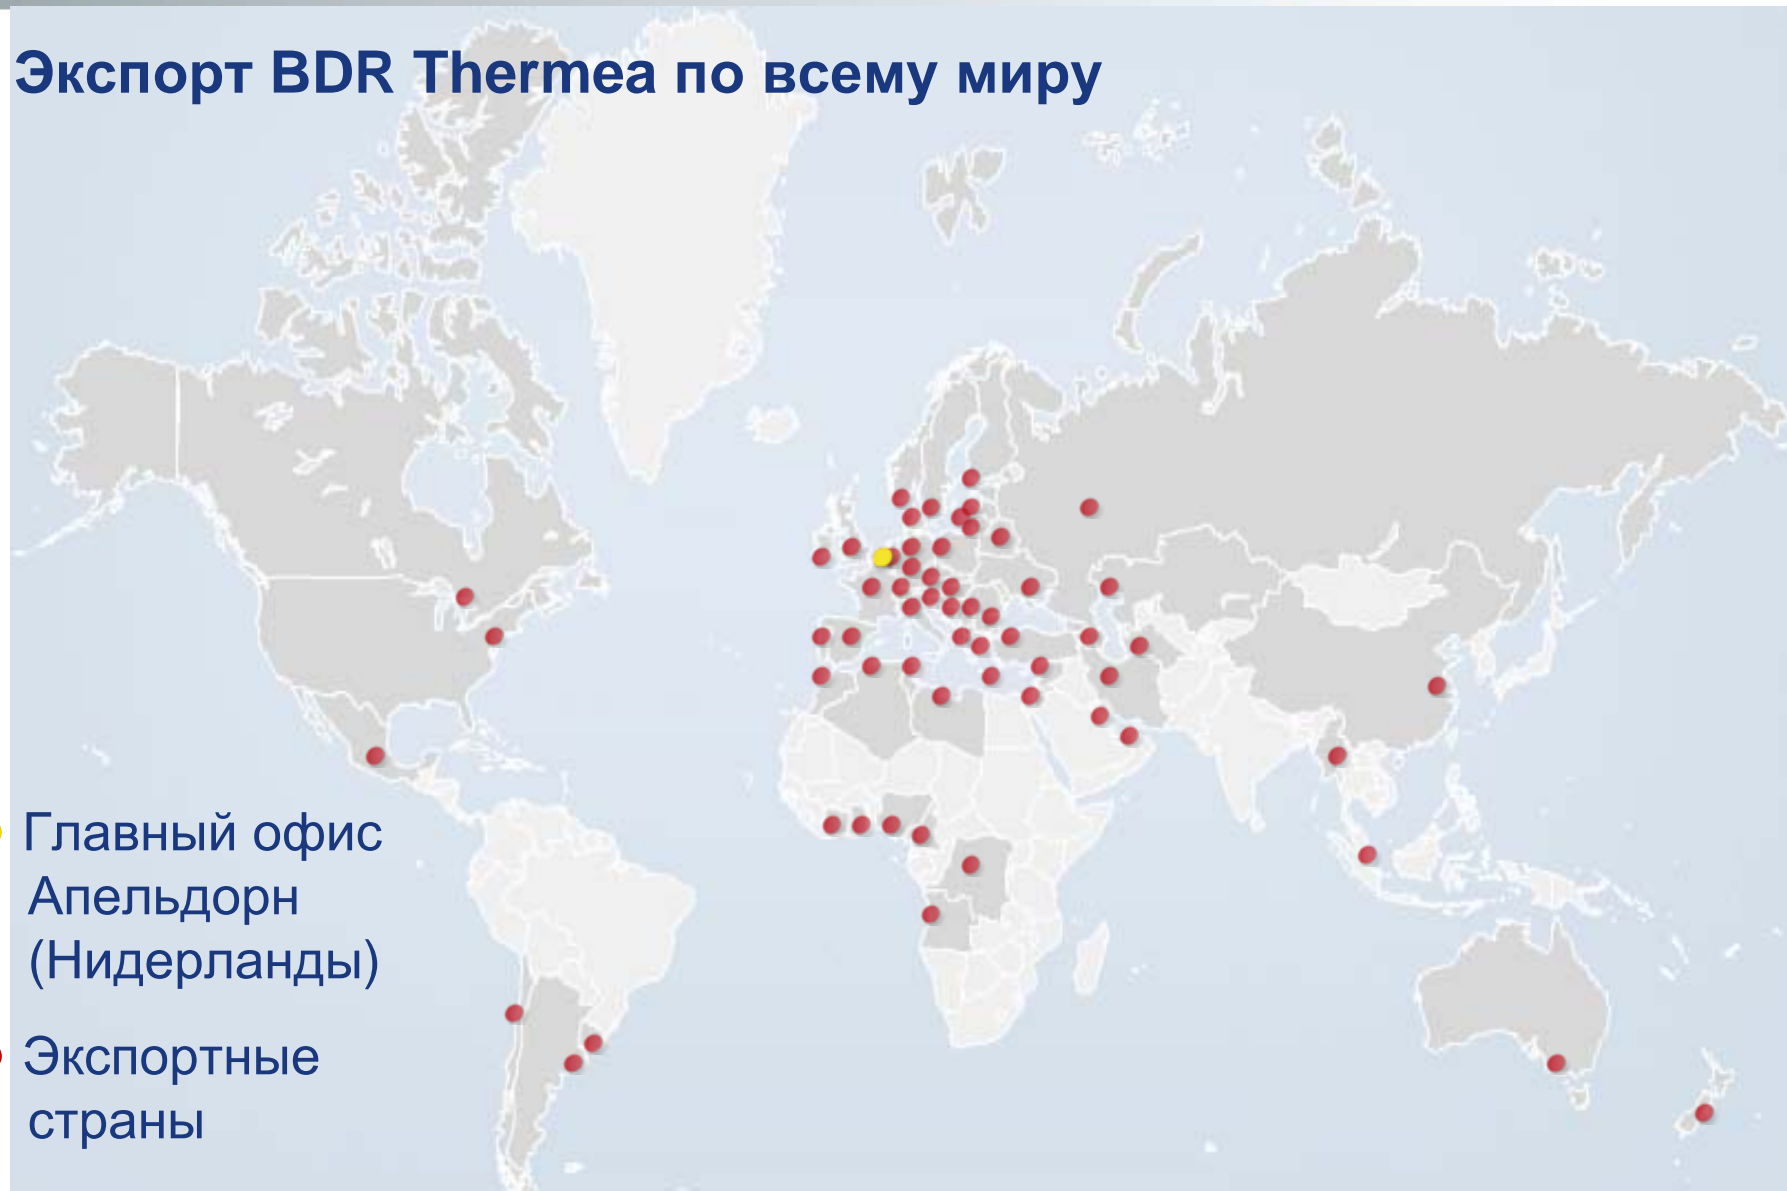 Экспорт BDR Thermea по всему миру
Главный офис
Апельдорн
(Нидерланды)
Экспортные
страны